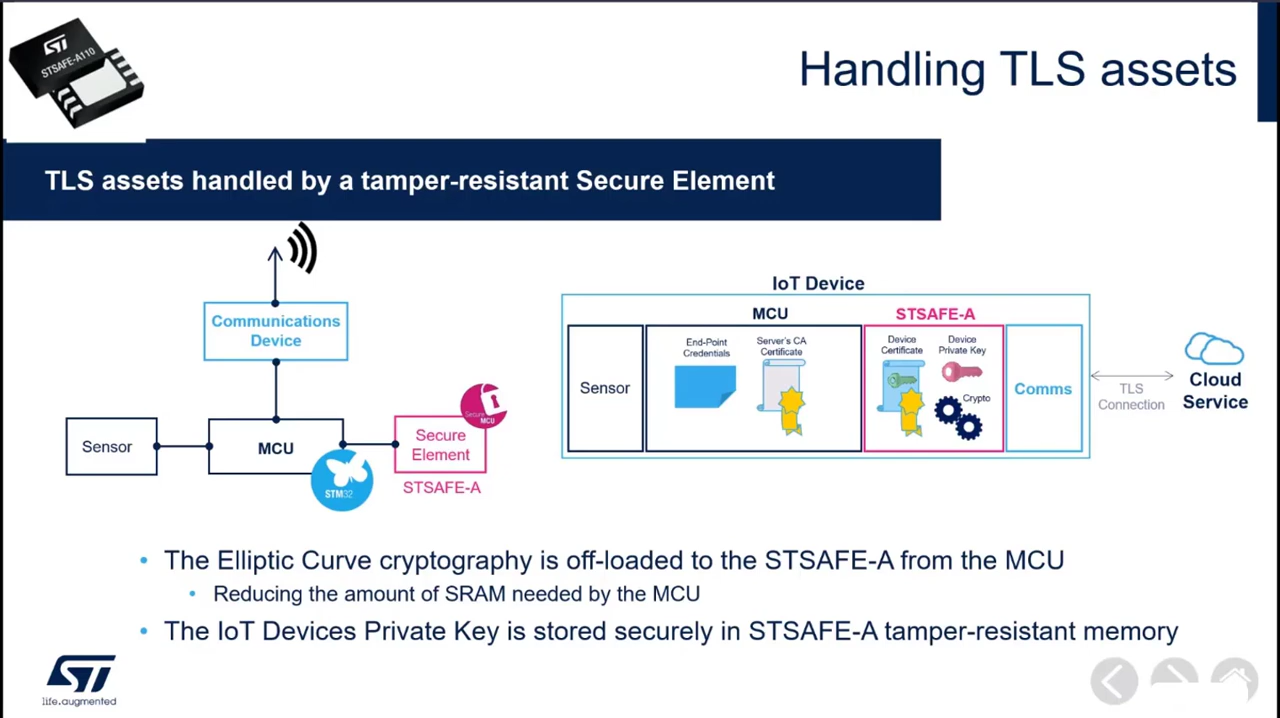 ST
STSAFE-A110
Handling TLS assets
TLS assets handled by a tamper-resistant Secure Element
Communications
Device
Sensor
MCU
STM32
Secure
Element
Secure
MCU
STSAFE-A
IoT Device
MCU
STSAFE-A
Sensor
End-Point
Credentials
Server's CA
Certificate
Device
Certificate
Device
Private Key
Crypto
Comms
TLS
Connection
Cloud
Service
• The Elliptic Curve cryptography is off-loaded to the STSAFE-A from the MCU
• Reducing the amount of SRAM needed by the MCU
• The IoT Devices Private Key is stored securely in STSAFE-A tamper-resistant memory
ST
life.augmented